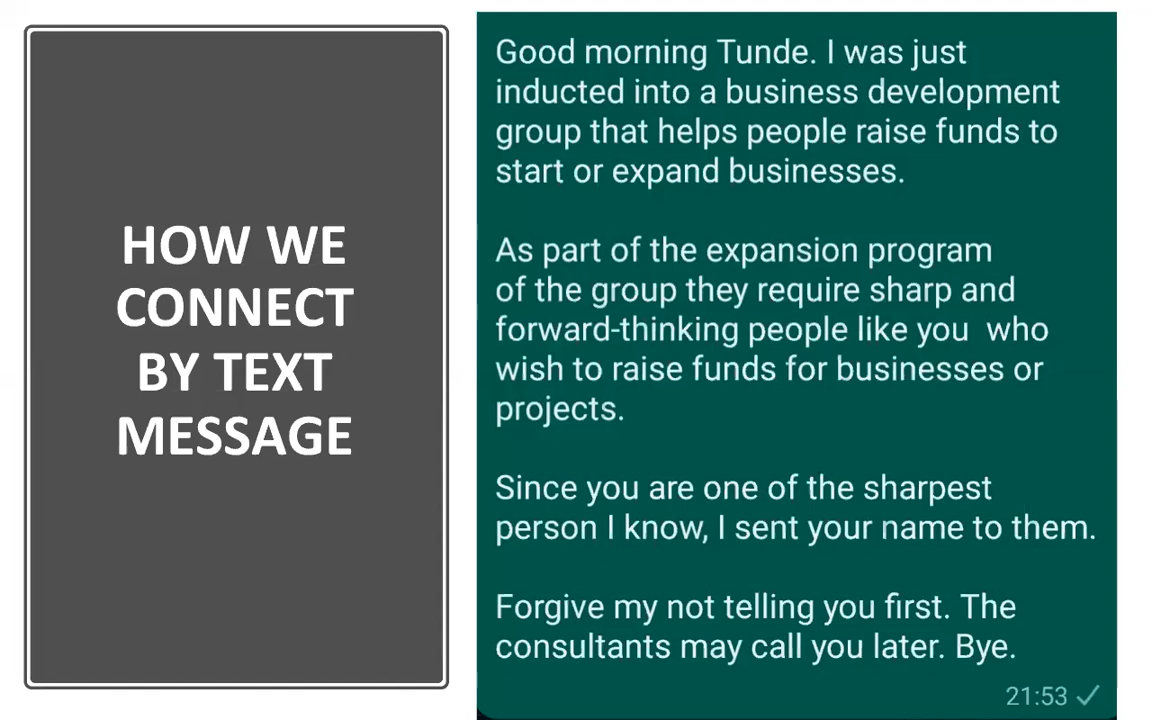 HOW WE
CONNECT
BY TEXT
MESSAGE
Good morning Tunde. I was just
inducted into a business development
group that helps people raise funds to
start or expand businesses.
As part of the expansion program
of the group they require sharp and
forward-thinking people like you  who
wish to raise funds for businesses or
projects.
Since you are one of the sharpest
person I know, I sent your name to them.
Forgive my not telling you first. The
consultants may call you later. Bye.
21:53